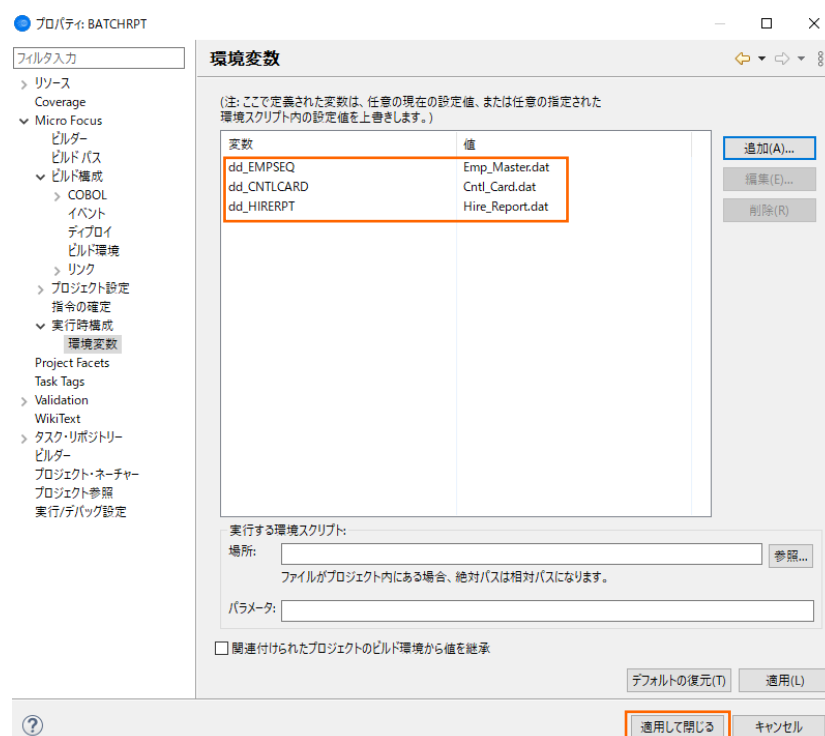 プロパティ: BATCHRPT
フィルタ入力
リソース
Coverage
Micro Focus
ビルダー
ビルド パス
ビルド構成
COBOL
イベント
ディプロイ
ビルド環境
リンク
プロジェクト設定
指令の確定
実行時構成
環境変数
Project Facets
Task Tags
Validation
WikiText
タスク・リポジトリー
ビルダー
プロジェクト・ネーチャー
プロジェクト参照
実行/デバッグ設定
環境変数
(注: ここで定義された変数は、任意の現在の設定値、または任意の指定された
環境スクリプト内の設定値を上書きします。)
変数 値
dd_EMPSEQ Emp_Master.dat
dd_CNTLCARD Cntl_Card.dat
dd_HIRERPT Hire_Report.dat
追加(A)...
編集(E)...
削除(R)
実行する環境スクリプト:
場所:
参照...
ファイルがプロジェクト内にある場合、絶対パスは相対パスになります。
パラメータ:
関連付けられたプロジェクトのビルド環境から値を継承
デフォルトの復元(T) 適用(L)
適用して閉じる キャンセル